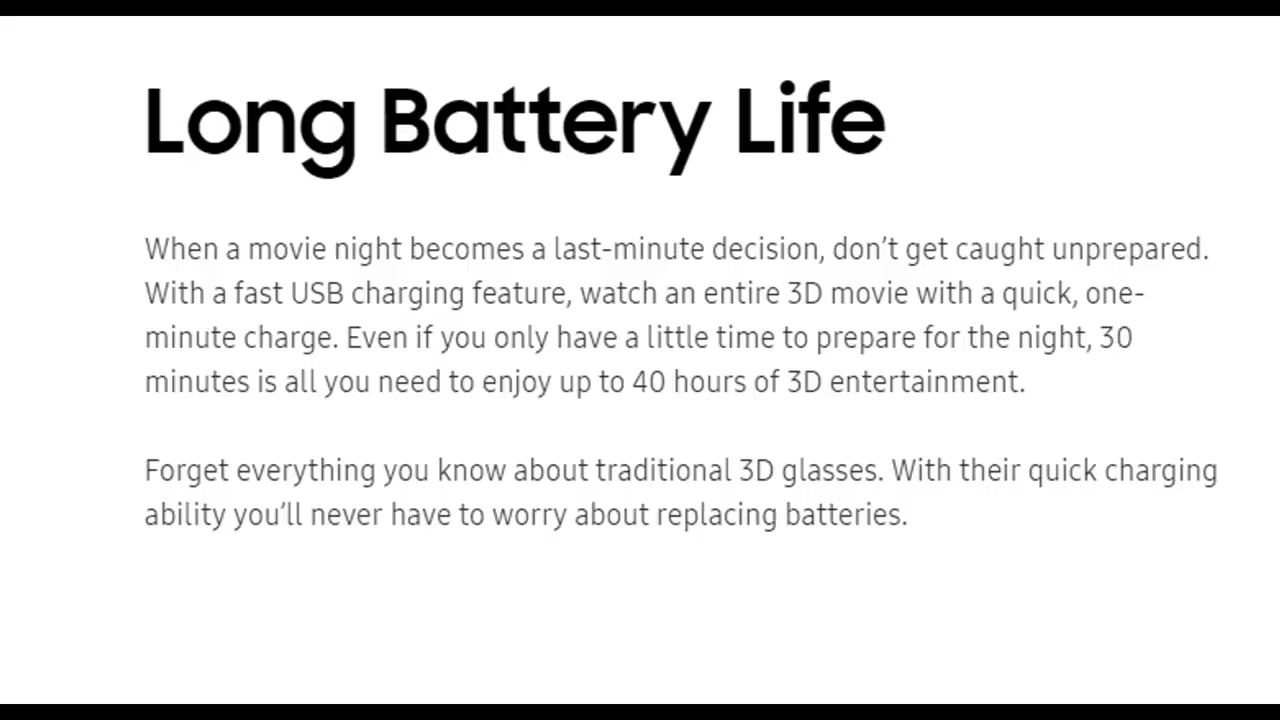 Long Battery Life
When a movie night becomes a last-minute decision, don’t get caught unprepared.
With a fast USB charging feature, watch an entire 3D movie with a quick, one-
minute charge. Even if you only have a little time to prepare for the night, 30
minutes is all you need to enjoy up to 40 hours of 3D entertainment.
Forget everything you know about traditional 3D glasses. With their quick charging
ability you’ll never have to worry about replacing batteries.